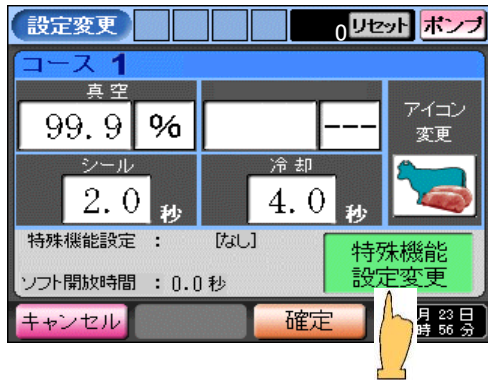 設定変更 0 リセット ポンプ
コース 1
真空
99.9 % ---
アイコン
変更
シール 冷却
2.0 秒 4.0 秒
特殊機能設定 : [なし]
特殊機能
設定変更
ソフト開放時間 : 0.0 秒
キャンセル 確定
月 23 日
時 56 分